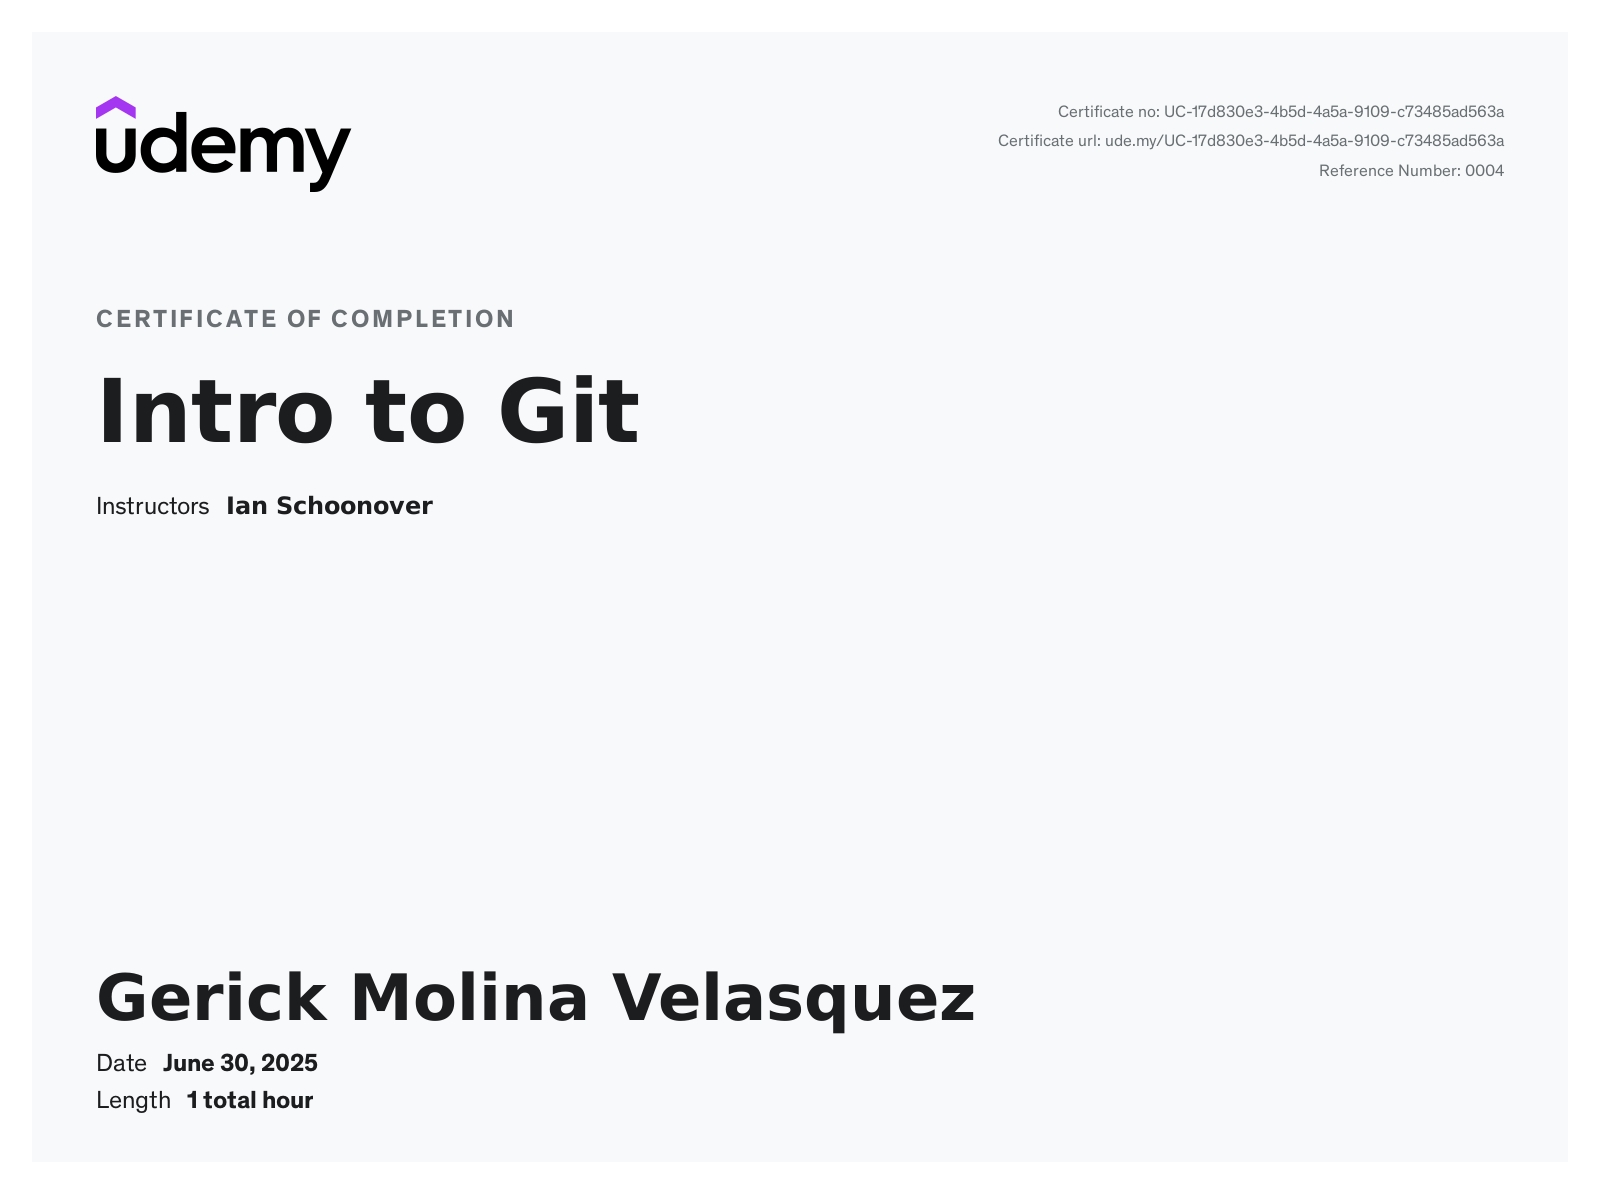 udemy
Certificate no: UC-17d830e3-4b5d-4a5a-9109-c73485ad563a
Certificate url: ude.my/UC-17d830e3-4b5d-4a5a-9109-c73485ad563a
Reference Number: 0004
CERTIFICATE OF COMPLETION
Intro to Git
Instructors Ian Schoonover
Gerick Molina Velasquez
Date June 30, 2025
Length 1 total hour